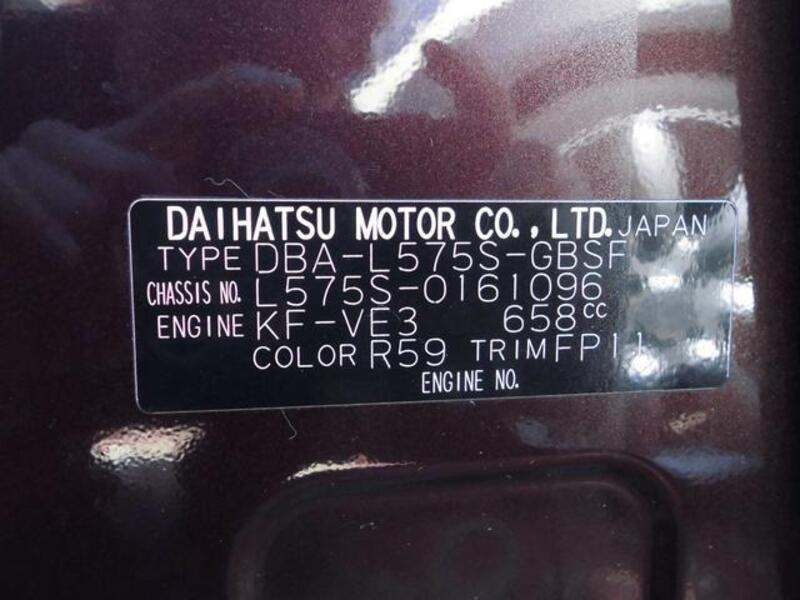 DAIHATSU MOTOR CO., LTD. JAPAN
TYPE DBA-L575S-GBSF
CHASSIS NO. L575S-0161096
ENGINE KF-VE3 658cc
COLOR R59 TRIM FP11
ENGINE NO.